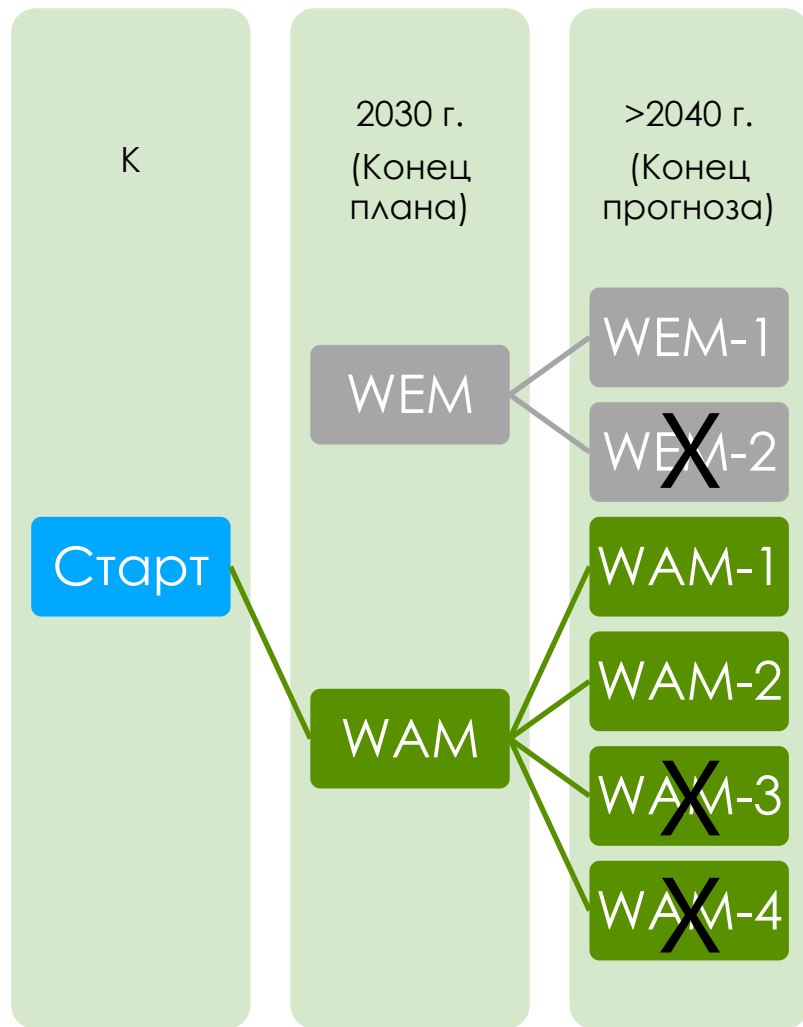 К
2030 г.
(Конец
плана)
>2040 г.
(Конец
прогноза)
WEM
WEM-1
WEM-2
X
Старт
WAM
WAM-1
WAM-2
WAM-3
X
WAM-4
X